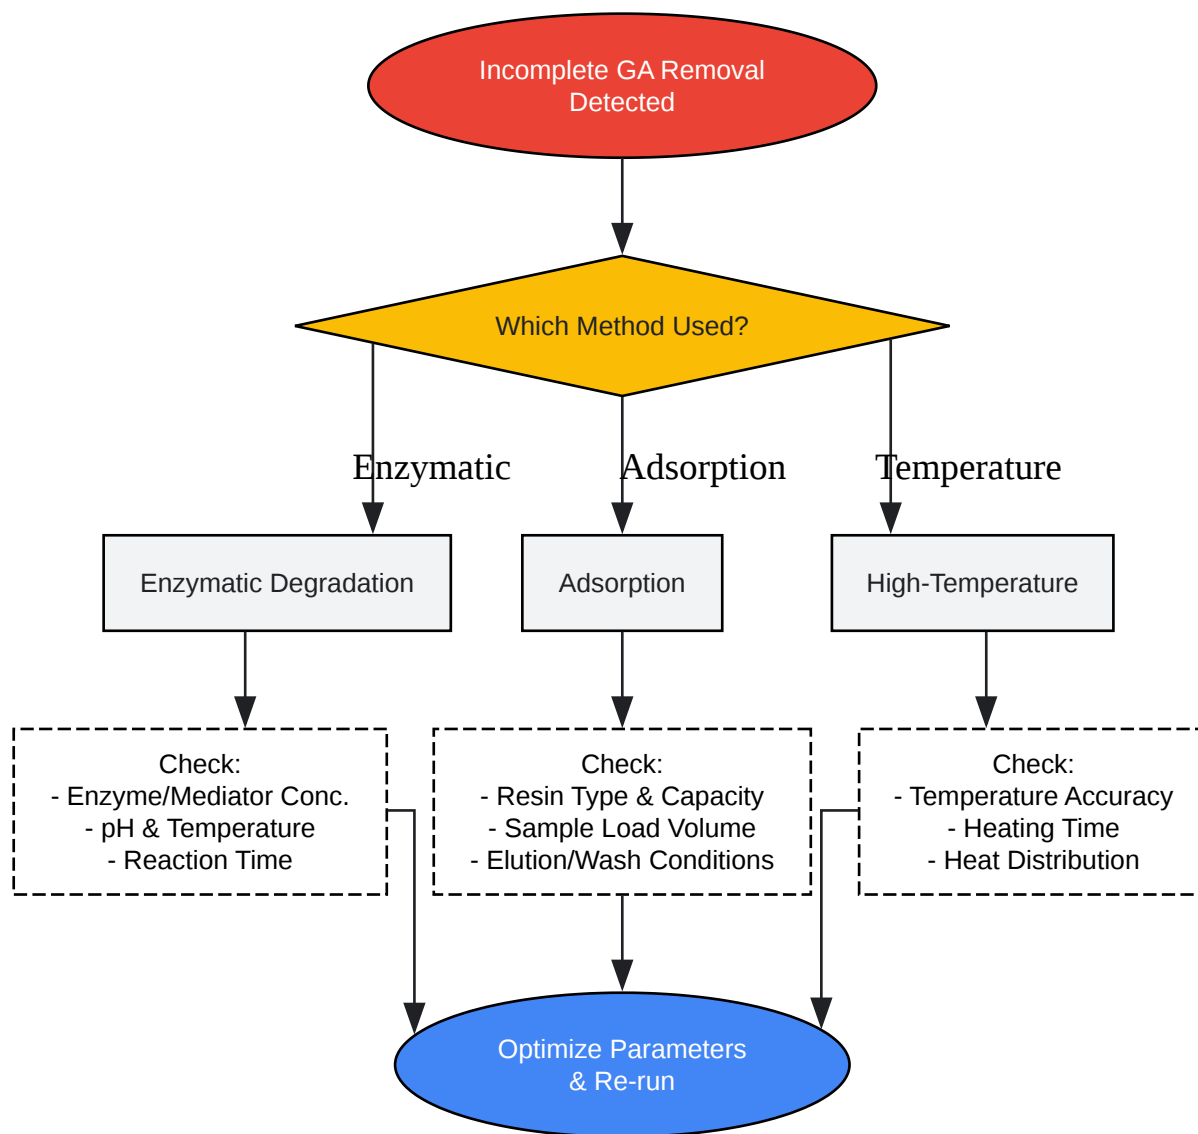 Incomplete GA Removal
Detected
Which Method Used?
Enzymatic
Adsorption
Temperature
Enzymatic Degradation
Adsorption
High-Temperature
Check:
- Enzyme/Mediator Conc.
- pH & Temperature
- Reaction Time
Check:
- Resin Type & Capacity
- Sample Load Volume
- Elution/Wash Conditions
Check:
- Temperature Accuracy
- Heating Time
- Heat Distribution
Optimize Parameters
& Re-run